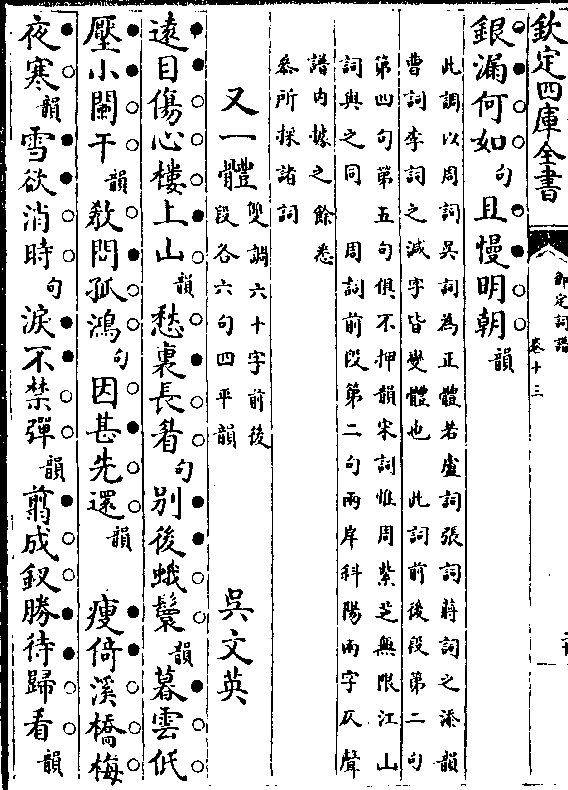 欽定四庫全書
御定詞譜
卷十三
銀漏何如句且慢明朝韻
此調以周詞吳詞為正體若盧詞張詞蔣詞之添韻
曹詞李詞之減字皆變體也　此詞前後段第二句
第四句第五句俱不押韻宋詞惟周紫芝無限江山
詞與之同　周詞前段第二句兩岸斜陽兩字仄聲
譜內據之餘悉
叅所採諸詞
又一體　雙調六十字前後
段各六句四平韻　吳文英
遠目傷心樓上山韻愁裏長眉句別後蛾鬟韻暮雲低
壓小闌干韻教問孤鴻句因甚先還韻　瘦倚溪橋梅
夜寒韻雪欲消時句淚不禁彈韻翦成釵勝待歸看韻